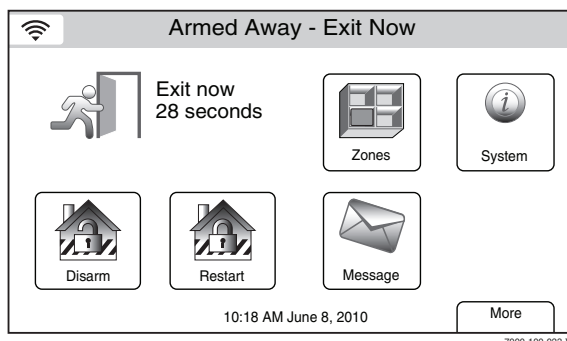 Armed Away - Exit Now
Exit now
28 seconds
Zones
System
Disarm
Restart
Message
10:18 AM June 8, 2010
More